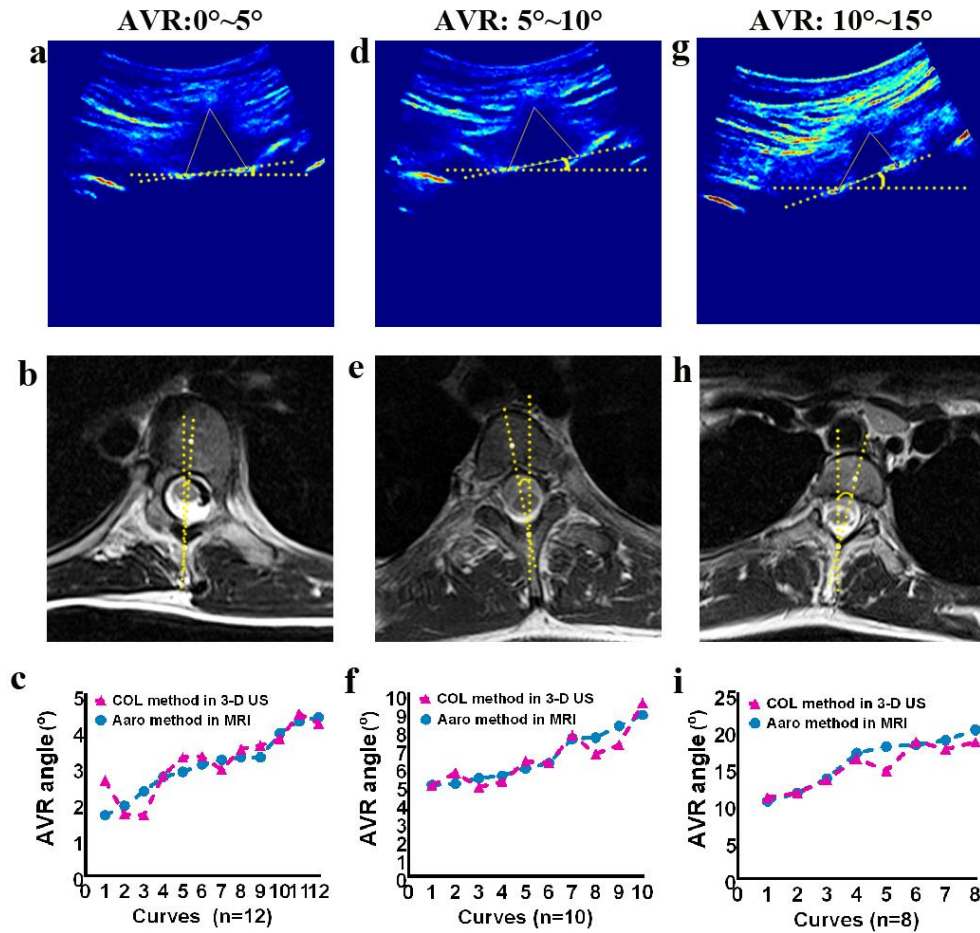 AVR:0°~5°
AVR: 5°~10°
AVR: 10°~15°
a
d
g
b
e
h
c
5
4
3
2
1
0
AVR angle (º)
COL method in 3-D US
Aaro method in MRI
0 1 2 3 4 5 6 7 8 9 10 11 12
Curves (n=12)
f
10
9
8
7
6
5
4
3
2
1
0
AVR angle (º)
COL method in 3-D US
Aaro method in MRI
0 1 2 3 4 5 6 7 8 9 10
Curves (n=10)
i
25
20
15
10
5
0
AVR angle (º)
COL method in 3-D US
Aaro method in MRI
0 1 2 3 4 5 6 7 8
Curves (n=8)